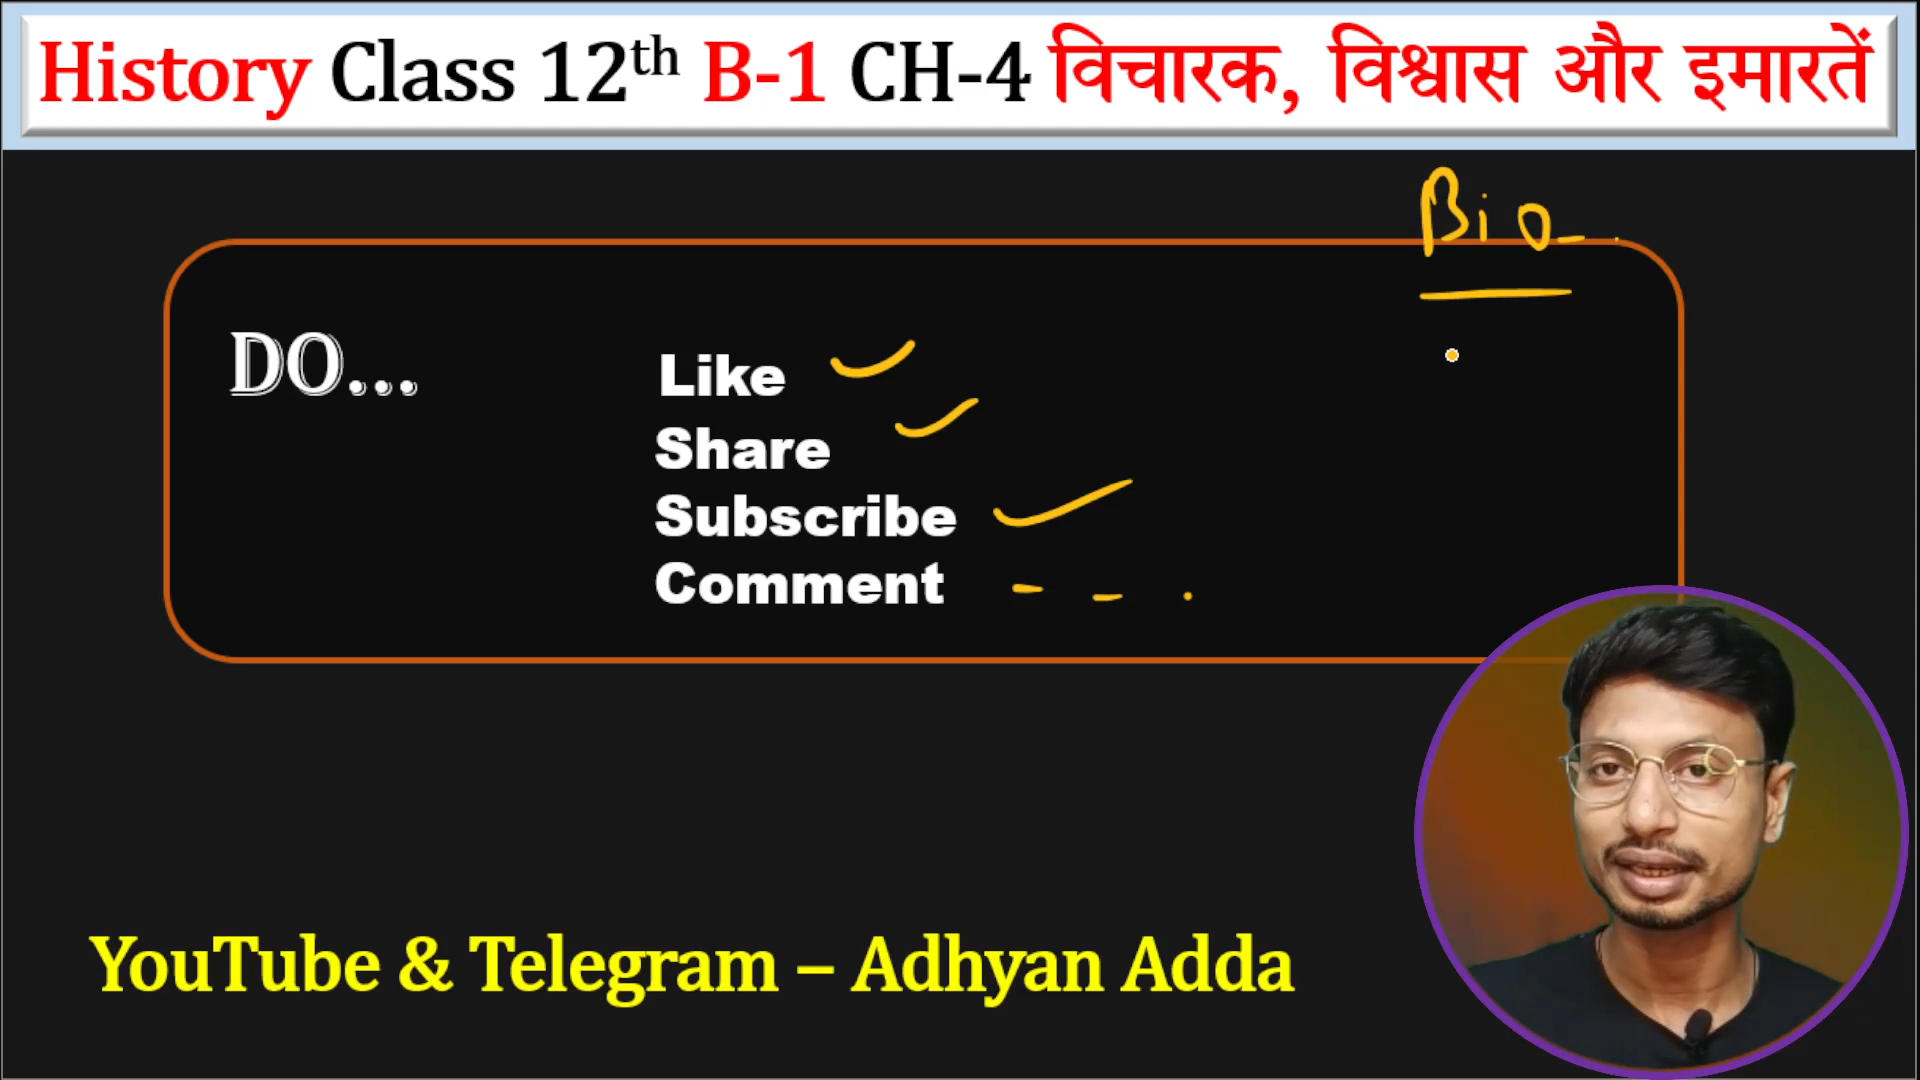 History Class 12th B-1 CH-4 विचारक, विश्वास और इमारतें
Bio
DO...
Like
Share
Subscribe
Comment
YouTube & Telegram – Adhyan Adda